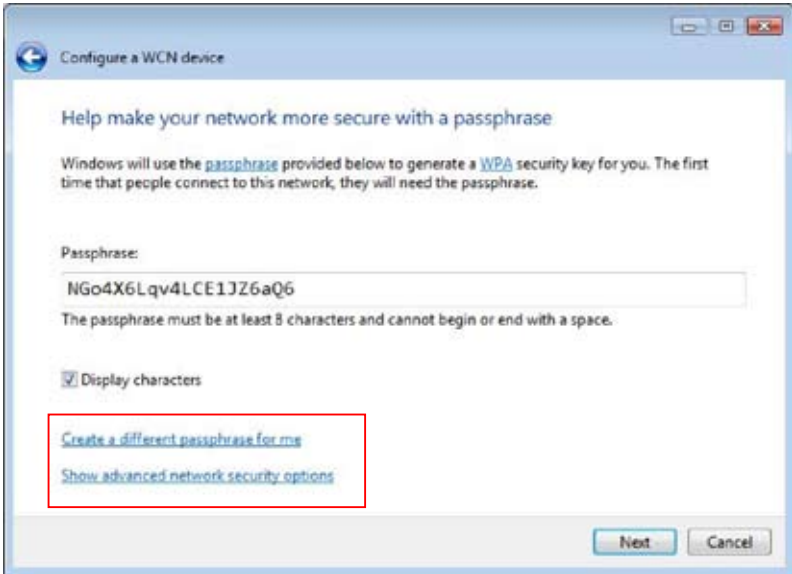 Configure a WCN device
Help make your network more secure with a passphrase
Windows will use the passphrase provided below to generate a WPA security key for you. The first
time that people connect to this network, they will need the passphrase.
Passphrase:
NGo4X6Lqv4LCE1JZ6aQ6
The passphrase must be at least 8 characters and cannot begin or end with a space.
Display characters
Create a different passphrase for me
Show advanced network security options
Next Cancel